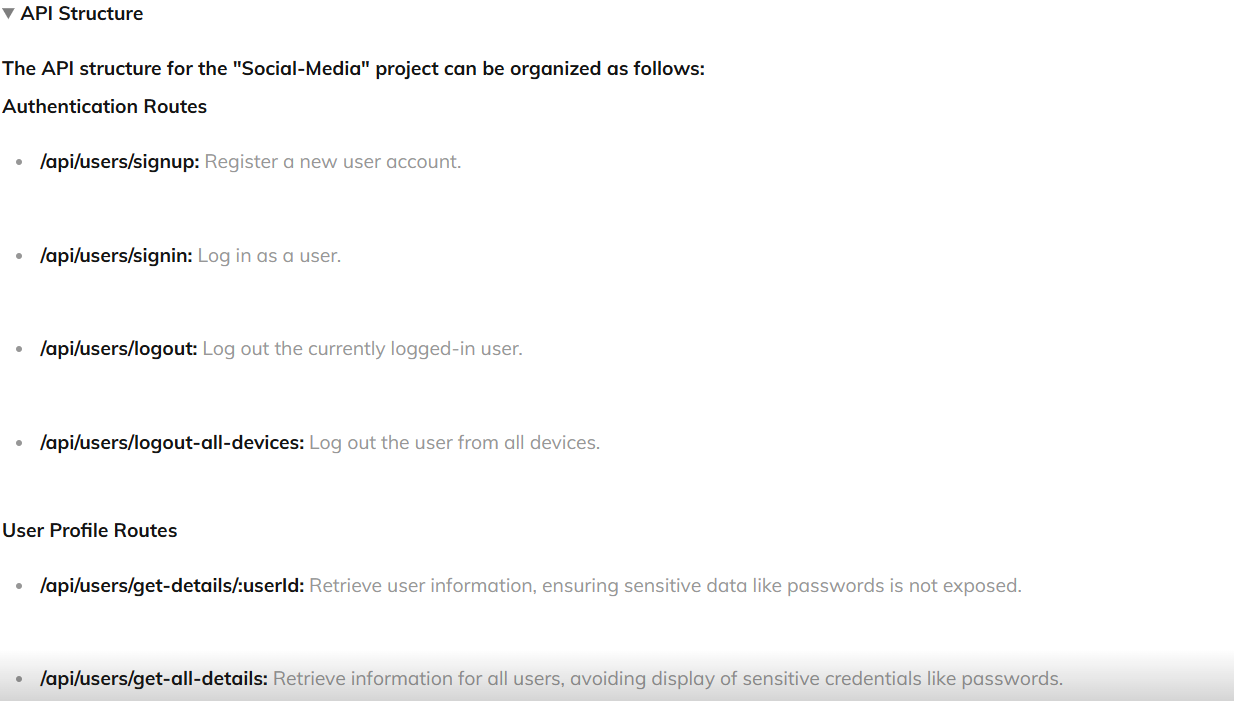 API Structure
The API structure for the "Social-Media" project can be organized as follows:
Authentication Routes
/api/users/signup: Register a new user account.
/api/users/signin: Log in as a user.
/api/users/logout: Log out the currently logged-in user.
/api/users/logout-all-devices: Log out the user from all devices.
User Profile Routes
/api/users/get-details/:userId: Retrieve user information, ensuring sensitive data like passwords is not exposed.
/api/users/get-all-details: Retrieve information for all users, avoiding display of sensitive credentials like passwords.